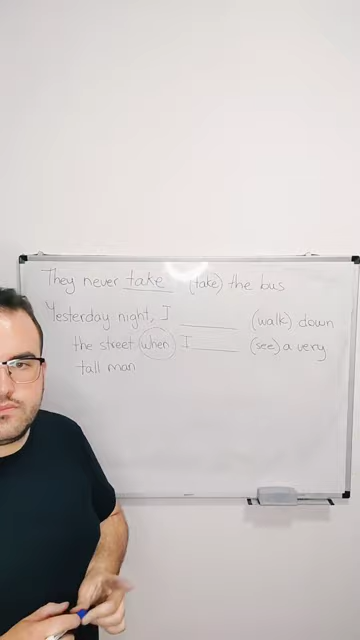 They never take (take) the bus
Yesterday night, I ______ (walk) down
the street when I ______ (see) a very
tall man